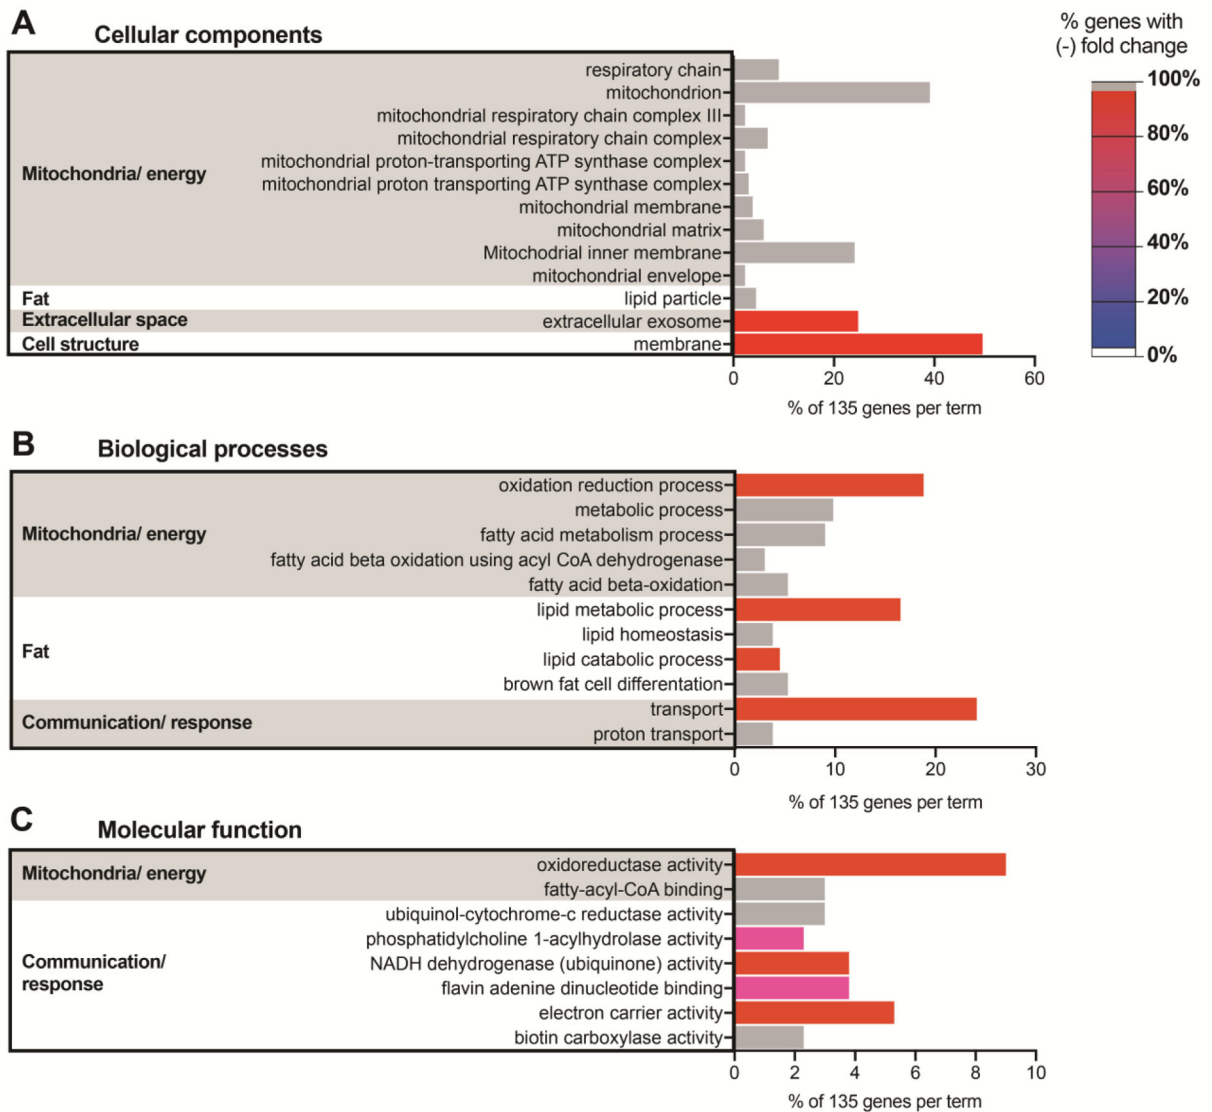 A
Cellular components
% genes with
(-) fold change
respiratory chain
mitochondrion
mitochondrial respiratory chain complex III
mitochondrial respiratory chain complex
mitochondrial proton-transporting ATP synthase complex
Mitochondria/ energy
mitochondrial proton transporting ATP synthase complex
mitochondrial membrane
mitochondrial matrix
Mitochodrial inner membrane
mitochondrial envelope
Fat
lipid particle
Extracellular space
extracellular exosome
Cell structure
membrane
100%
80%
60%
40%
20%
0%
0 20 40 60
% of 135 genes per term
B
Biological processes
oxidation reduction process
metabolic process
Mitochondria/ energy
fatty acid metabolism process
fatty acid beta oxidation using acyl CoA dehydrogenase
fatty acid beta-oxidation
lipid metabolic process
lipid homeostasis
Fat
lipid catabolic process
brown fat cell differentation
Communication/ response
transport
proton transport
0 10 20 30
% of 135 genes per term
C
Molecular function
Mitochondria/ energy
oxidoreductase activity
fatty-acyl-CoA binding
ubiquinol-cytochrome-c reductase activity
phosphatidylcholine 1-acylhydrolase activity
Communication/
response
NADH dehydrogenase (ubiquinone) activity
flavin adenine dinucleotide binding
electron carrier activity
biotin carboxylase activity
0 2 4 6 8 10
% of 135 genes per term